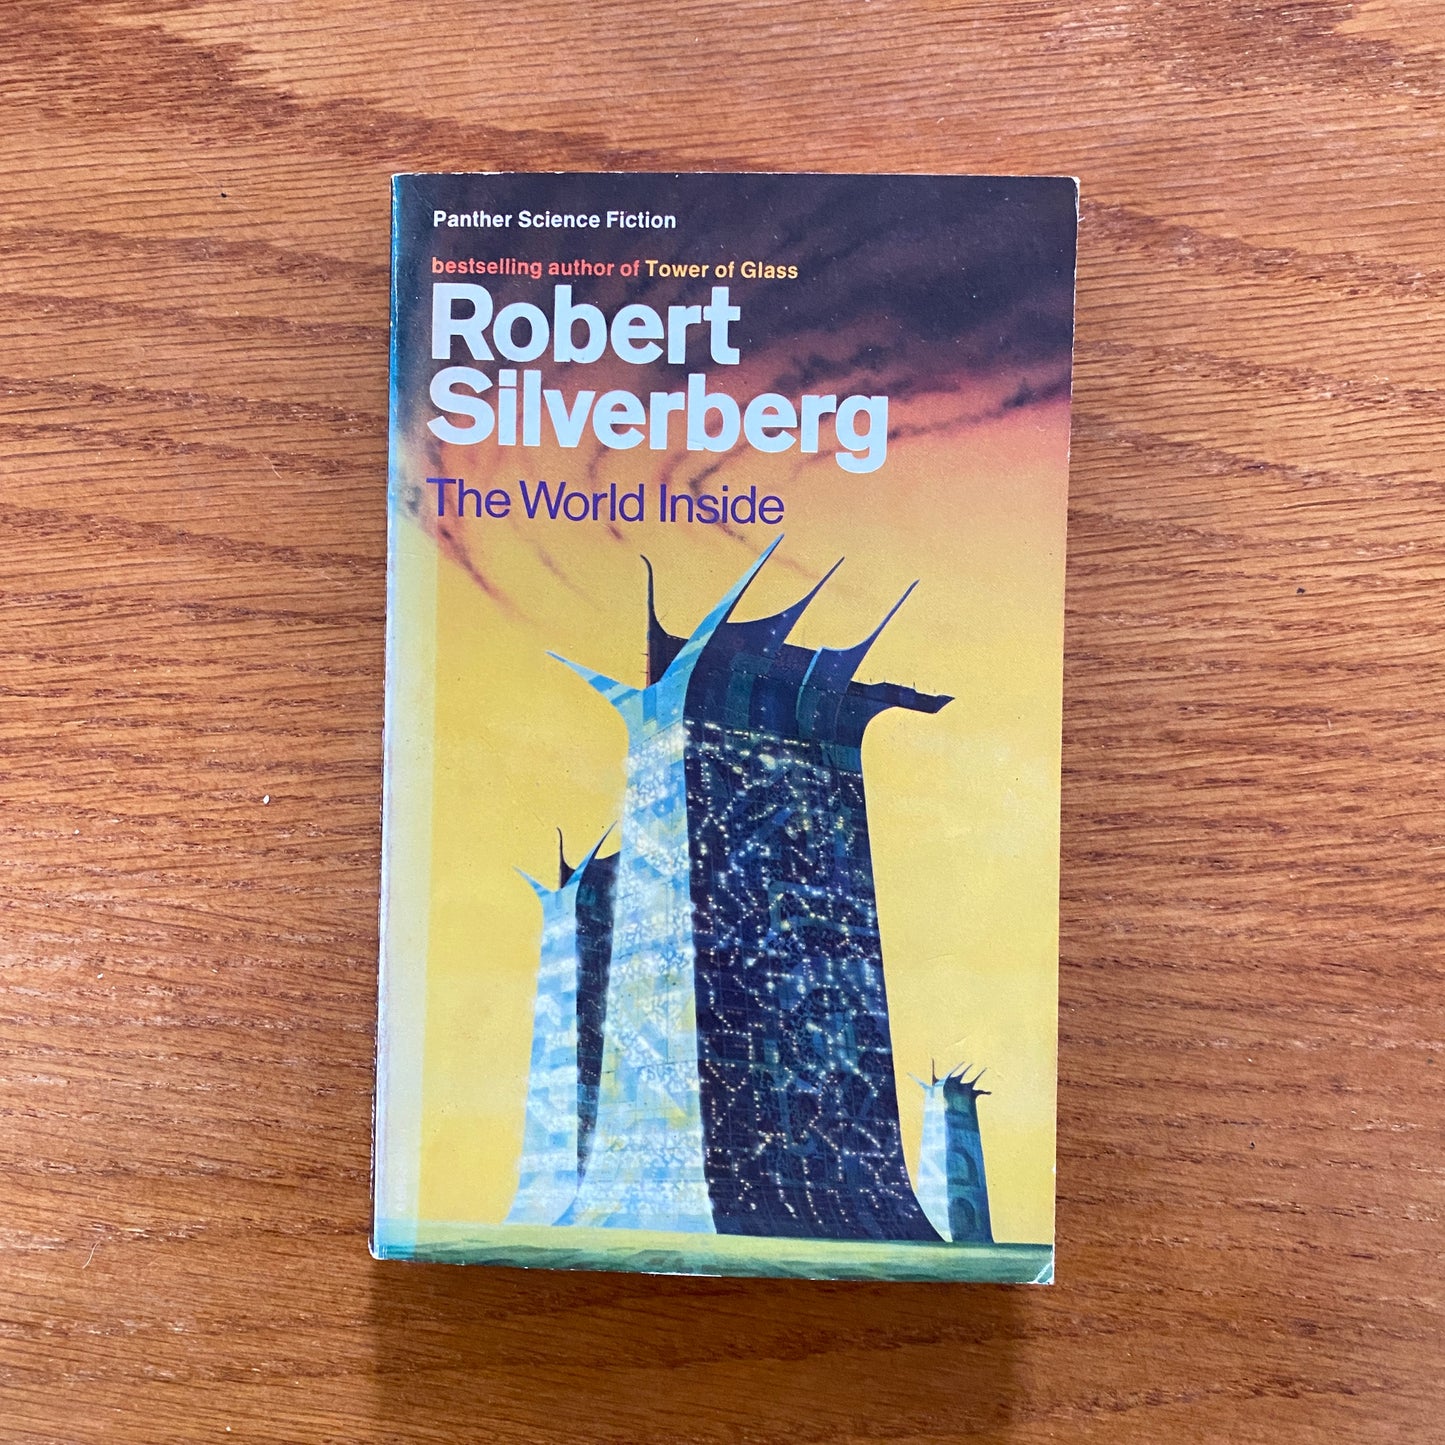 Panther Science Fiction
bestselling author of Tower of Glass
Robert
Silverberg
The World Inside